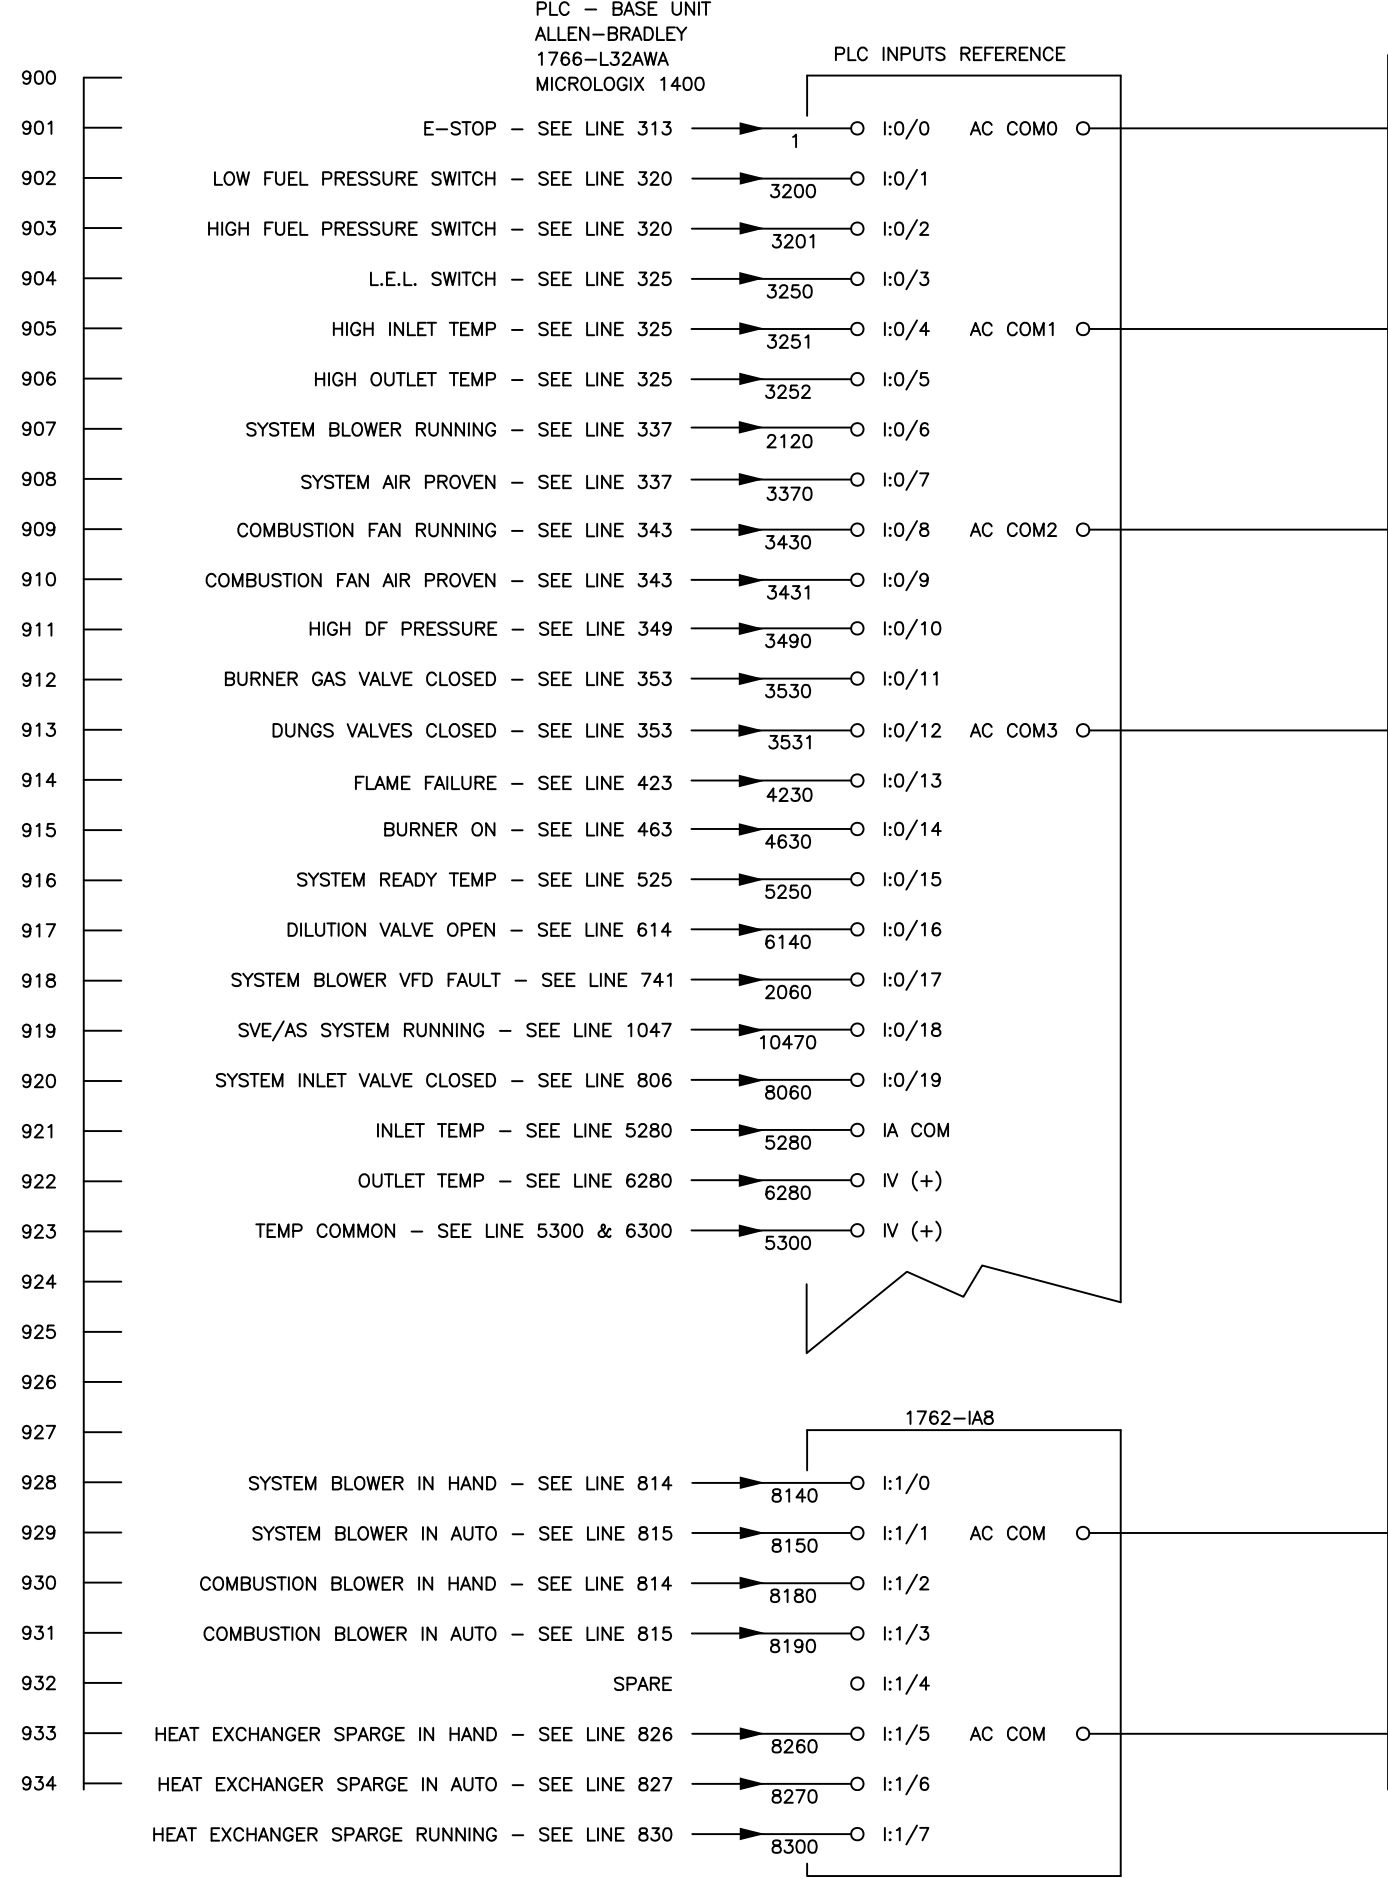 PLC – BASE UNIT
ALLEN–BRADLEY
1766–L32AWA
MICROLOGIX 1400
PLC INPUTS REFERENCE
900
901 E–STOP – SEE LINE 313 1 I:0/0 AC COM0
902 LOW FUEL PRESSURE SWITCH – SEE LINE 320 3200 I:0/1
903 HIGH FUEL PRESSURE SWITCH – SEE LINE 320 3201 I:0/2
904 L.E.L. SWITCH – SEE LINE 325 3250 I:0/3
905 HIGH INLET TEMP – SEE LINE 325 3251 I:0/4 AC COM1
906 HIGH OUTLET TEMP – SEE LINE 325 3252 I:0/5
907 SYSTEM BLOWER RUNNING – SEE LINE 337 2120 I:0/6
908 SYSTEM AIR PROVEN – SEE LINE 337 3370 I:0/7
909 COMBUSTION FAN RUNNING – SEE LINE 343 3430 I:0/8 AC COM2
910 COMBUSTION FAN AIR PROVEN – SEE LINE 343 3431 I:0/9
911 HIGH DF PRESSURE – SEE LINE 349 3490 I:0/10
912 BURNER GAS VALVE CLOSED – SEE LINE 353 3530 I:0/11
913 DUNGS VALVES CLOSED – SEE LINE 353 3531 I:0/12 AC COM3
914 FLAME FAILURE – SEE LINE 423 4230 I:0/13
915 BURNER ON – SEE LINE 463 4630 I:0/14
916 SYSTEM READY TEMP – SEE LINE 525 5250 I:0/15
917 DILUTION VALVE OPEN – SEE LINE 614 6140 I:0/16
918 SYSTEM BLOWER VFD FAULT – SEE LINE 741 2060 I:0/17
919 SVE/AS SYSTEM RUNNING – SEE LINE 1047 10470 I:0/18
920 SYSTEM INLET VALVE CLOSED – SEE LINE 806 8060 I:0/19
921 INLET TEMP – SEE LINE 5280 5280 IA COM
922 OUTLET TEMP – SEE LINE 6280 6280 IV (+)
923 TEMP COMMON – SEE LINE 5300 & 6300 5300 IV (+)
924
925
926
927 1762–IA8
928 SYSTEM BLOWER IN HAND – SEE LINE 814 8140 I:1/0
929 SYSTEM BLOWER IN AUTO – SEE LINE 815 8150 I:1/1 AC COM
930 COMBUSTION BLOWER IN HAND – SEE LINE 814 8180 I:1/2
931 COMBUSTION BLOWER IN AUTO – SEE LINE 815 8190 I:1/3
932 SPARE I:1/4
933 HEAT EXCHANGER SPARGE IN HAND – SEE LINE 826 8260 I:1/5 AC COM
934 HEAT EXCHANGER SPARGE IN AUTO – SEE LINE 827 8270 I:1/6
HEAT EXCHANGER SPARGE RUNNING – SEE LINE 830 8300 I:1/7